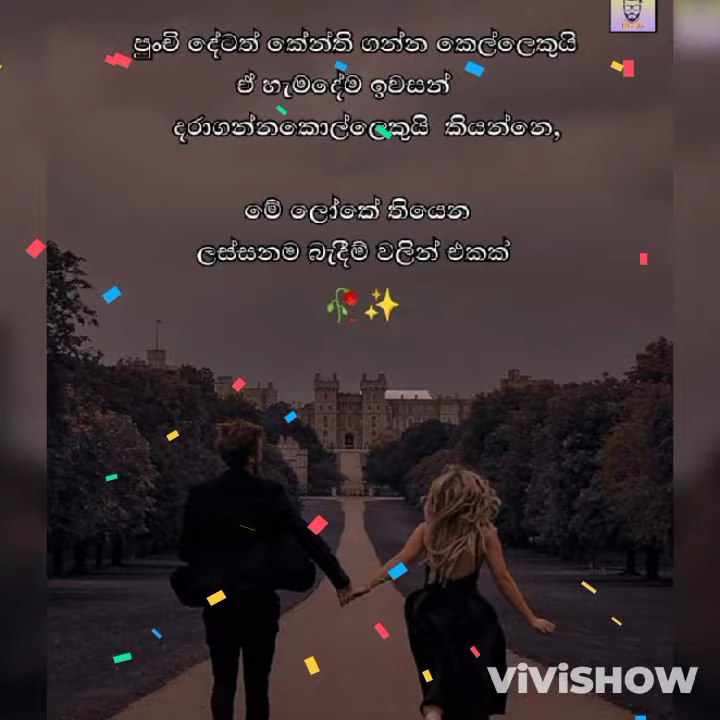 පුංචි දේටත් කේන්ති ගන්න කෙල්ලෙකුයි
ඒ හැමදේම ඉවසන්
දරාගන්නකොල්ලෙකුයි කියන්නෙ,
මේ ලෝකේ තියෙන
ලස්සනම බැදීම් වලින් එකක්
🥀✨
ViViSHOW